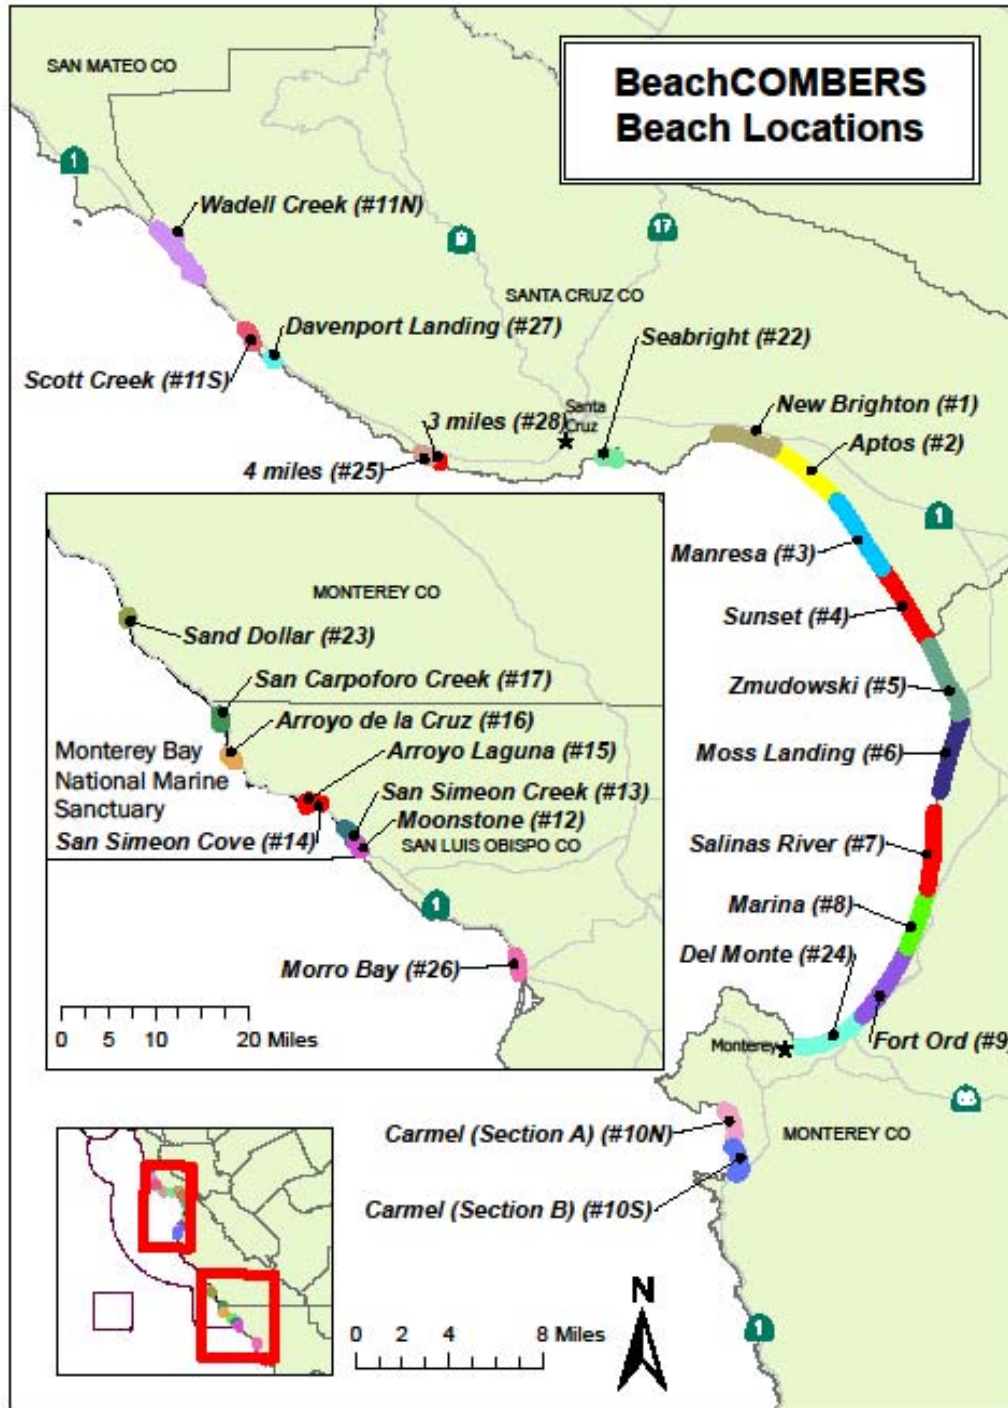 BeachCOMBERS
Beach Locations
SAN MATEO CO
1
Wadell Creek (#11N)
17
SANTA CRUZ CO
Davenport Landing (#27)
Seabright (#22)
Scott Creek (#11S)
New Brighton (#1)
3 miles (#28)
Santa
Cruz
Aptos (#2)
4 miles (#25)
1
Manresa (#3)
MONTEREY CO
Sunset (#4)
Sand Dollar (#23)
San Carpoforo Creek (#17)
Zmudowski (#5)
Arroyo de la Cruz (#16)
Monterey Bay
National Marine
Sanctuary
Arroyo Laguna (#15)
Moss Landing (#6)
San Simeon Creek (#13)
Moonstone (#12)
San Simeon Cove (#14)
SAN LUIS OBISPO CO
Salinas River (#7)
1
Marina (#8)
Morro Bay (#26)
Del Monte (#24)
0 5 10 20 Miles
Monterey
Fort Ord (#9
Carmel (Section A) (#10N)
MONTEREY CO
Carmel (Section B) (#10S)
N
0 2 4 8 Miles
1